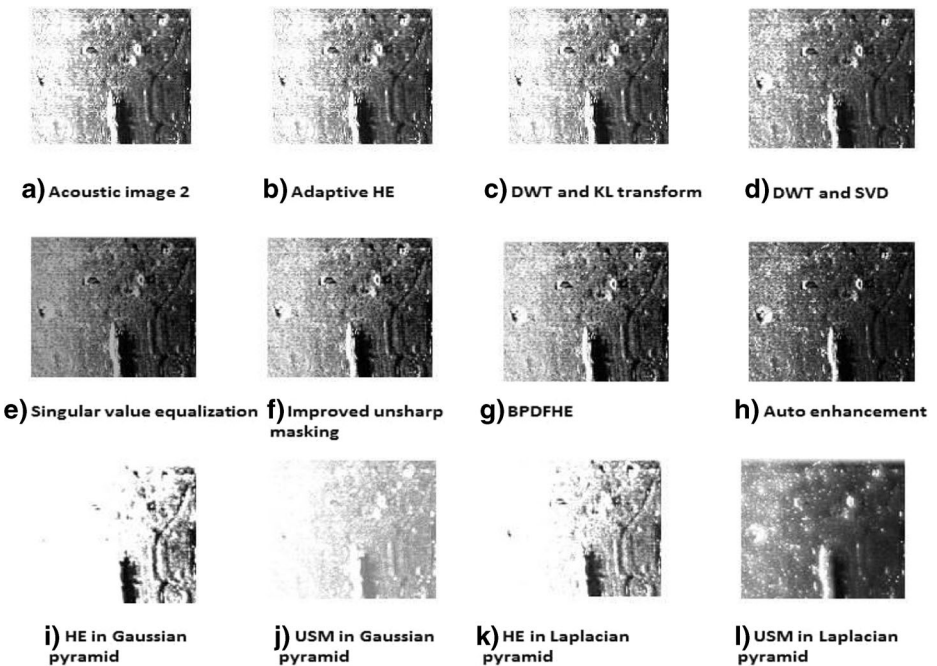 a) Acoustic image 2
b) Adaptive HE
c) DWT and KL transform
d) DWT and SVD
e) Singular value equalization
f) Improved unsharp
masking
g) BPDFHE
h) Auto enhancement
i) HE in Gaussian
pyramid
j) USM in Gaussian
pyramid
k) HE in Laplacian
pyramid
l) USM in Laplacian
pyramid